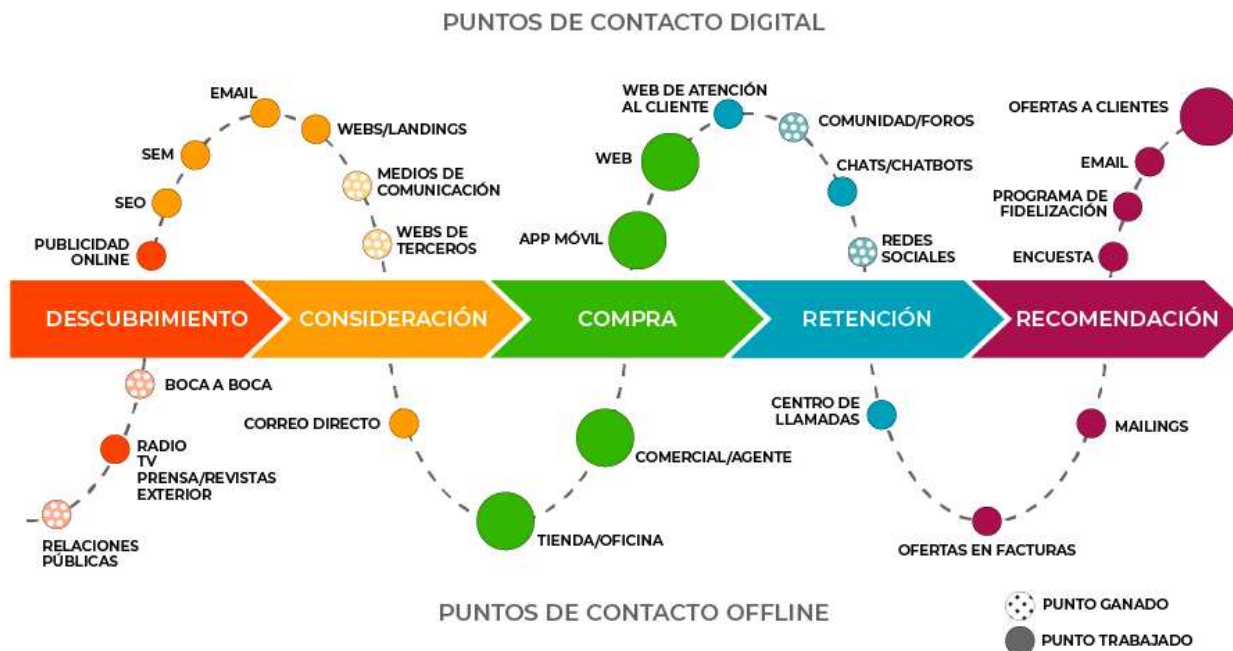 PUNTOS DE CONTACTO DIGITAL
EMAIL
WEBS/LANDINGS
SEM
MEDIOS DE
COMUNICACIÓN
SEO
WEBS DE
TERCEROS
PUBLICIDAD
ONLINE
WEB DE ATENCIÓN
AL CLIENTE
COMUNIDAD/FOROS
WEB
CHATS/CHATBOTS
APP MÓVIL
REDES
SOCIALES
OFERTAS A CLIENTES
EMAIL
PROGRAMA DE
FIDELIZACIÓN
ENCUESTA
DESCUBRIMIENTO
CONSIDERACIÓN
COMPRA
RETENCIÓN
RECOMENDACIÓN
BOCA A BOCA
RADIO
TV
PRENSA/REVISTAS
EXTERIOR
RELACIONES
PÚBLICAS
CORREO DIRECTO
COMERCIAL/AGENTE
TIENDA/OFICINA
CENTRO DE
LLAMADAS
MAILINGS
OFERTAS EN FACTURAS
PUNTOS DE CONTACTO OFFLINE
PUNTO GANADO
PUNTO TRABAJADO